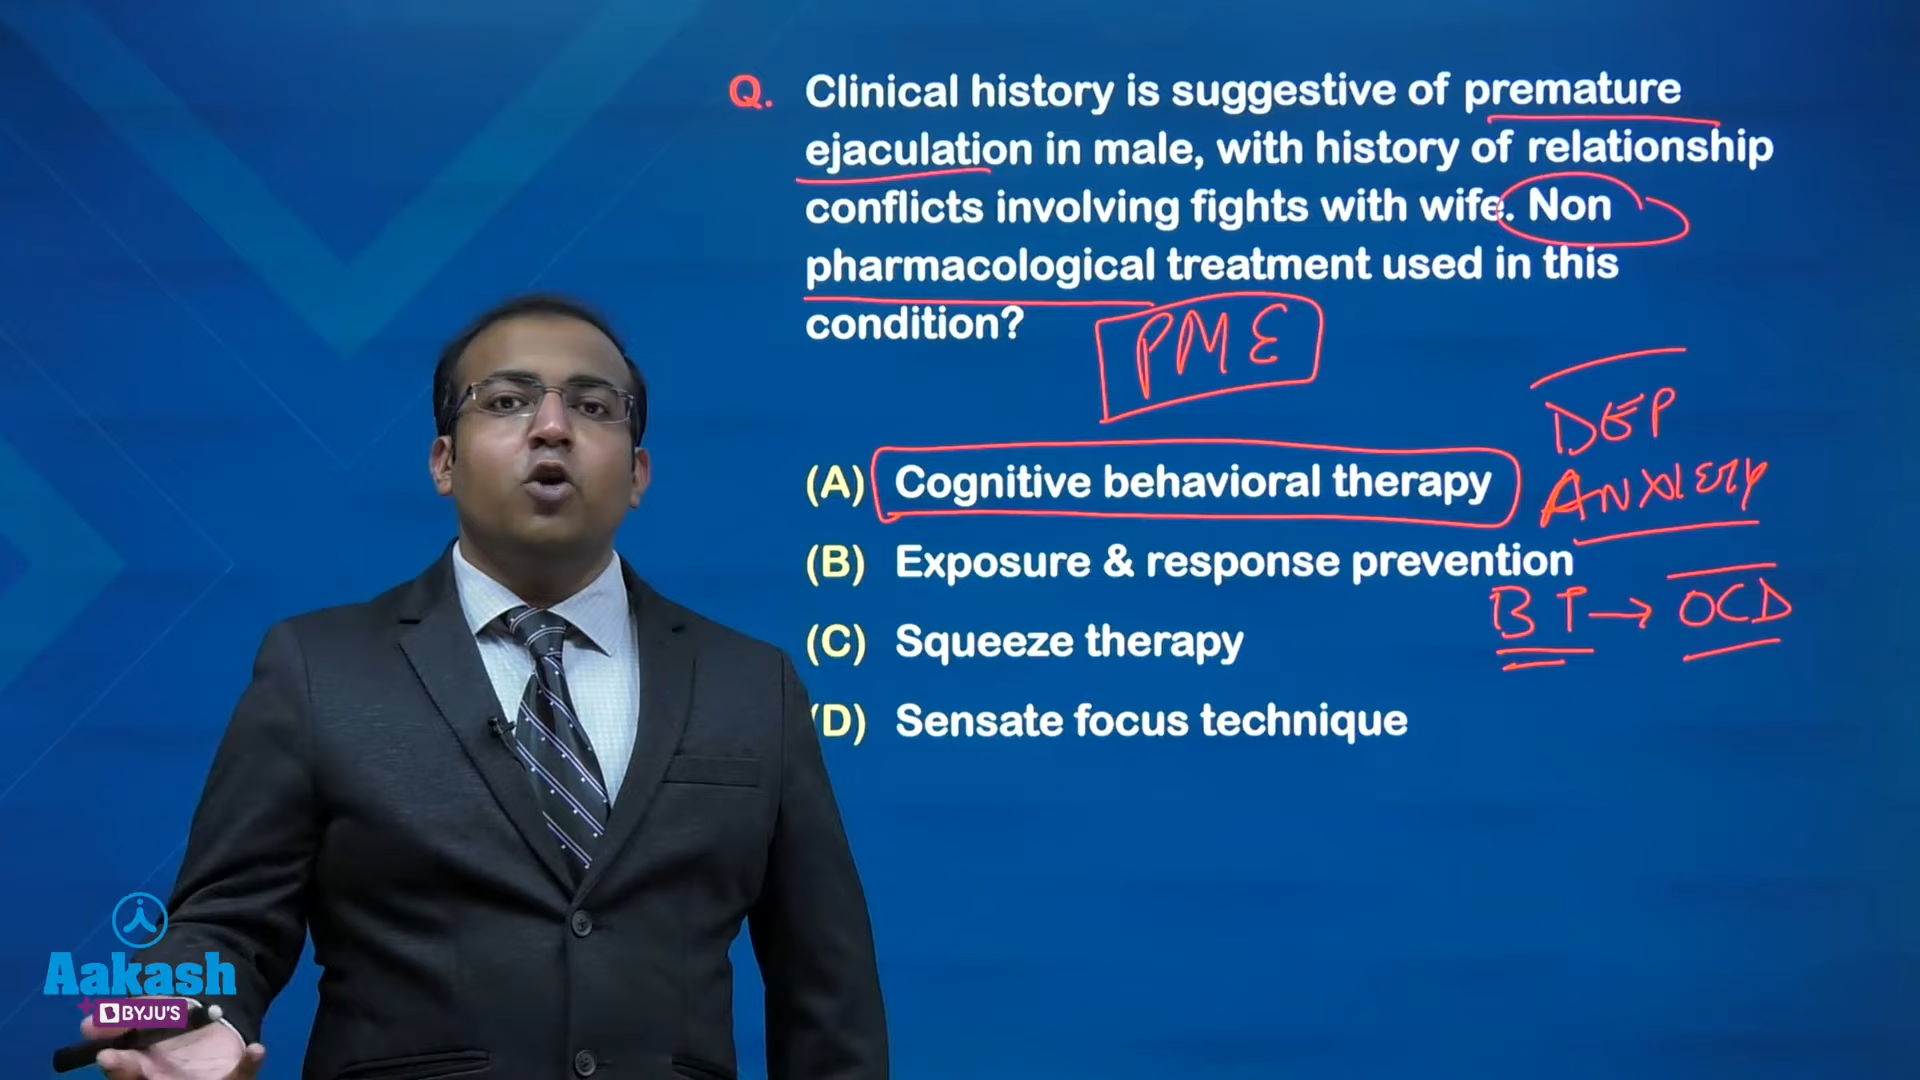 Q. Clinical history is suggestive of premature
ejaculation in male, with history of relationship
conflicts involving fights with wife. Non
pharmacological treatment used in this
condition?
PME
DEP
(A) Cognitive behavioral therapy
ANXIETY
(B) Exposure & response prevention
BT → OCD
(C) Squeeze therapy
(D) Sensate focus technique
Aakash
+ BYJU'S